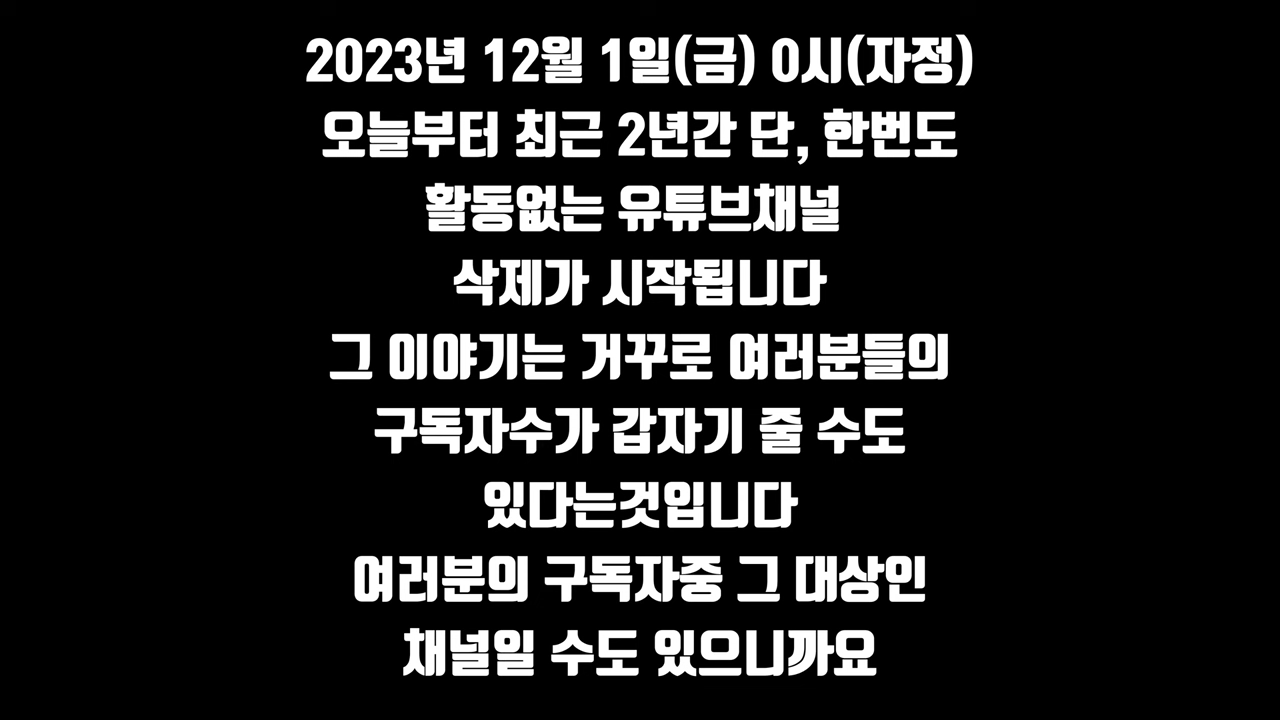 2023년 12월 1일(금) 0시(자정)
오늘부터 최근 2년간 단, 한번도
활동없는 유튜브채널
삭제가 시작됩니다
그 이야기는 거꾸로 여러분들의
구독자수가 갑자기 줄 수도
있다는것입니다
여러분의 구독자중 그 대상인
채널일 수도 있으니까요